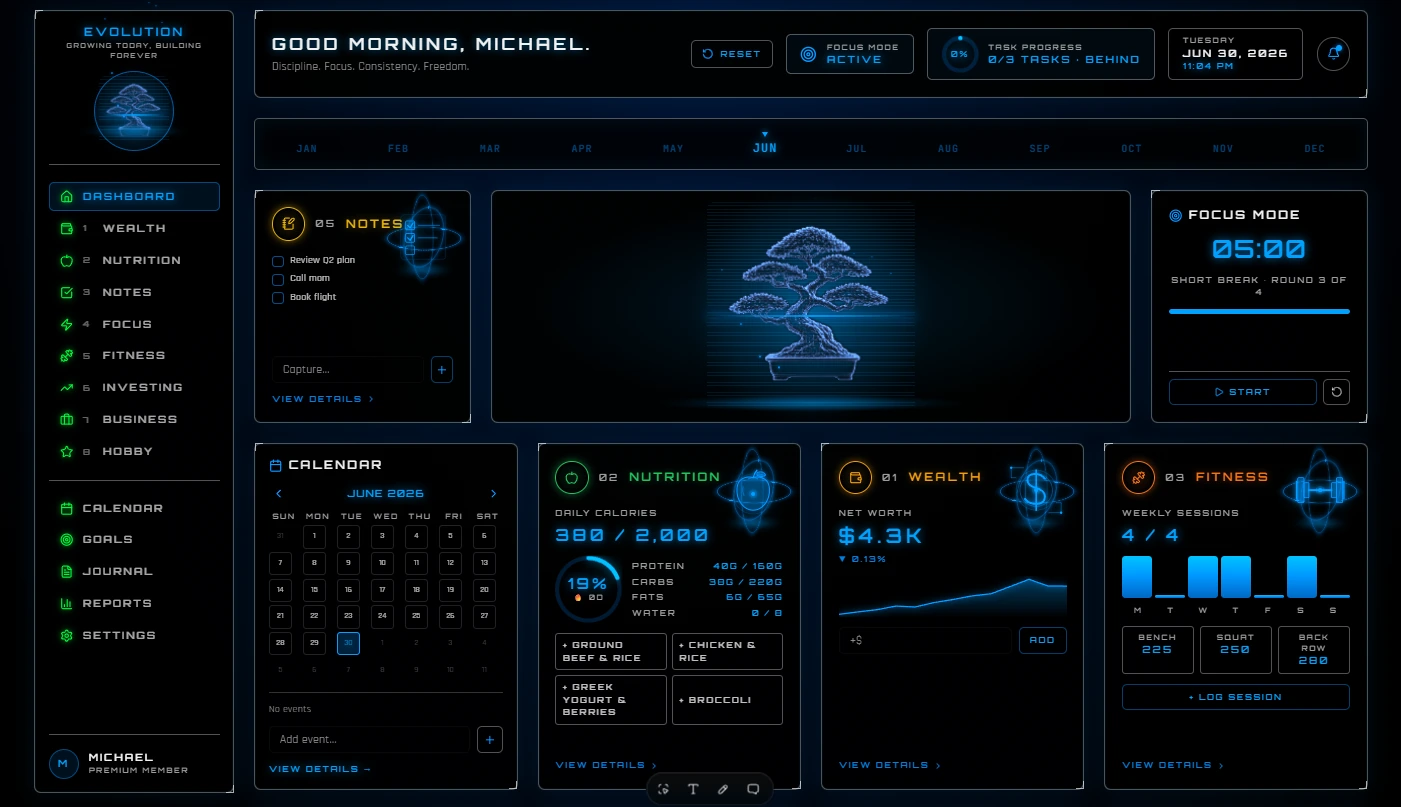 EVOLUTION
GROWING TODAY, BUILDING
FOREVER
DASHBOARD
1 WEALTH
2 NUTRITION
3 NOTES
4 FOCUS
5 FITNESS
6 INVESTING
7 BUSINESS
8 HOBBY
CALENDAR
GOALS
JOURNAL
REPORTS
SETTINGS
M
MICHAEL
PREMIUM MEMBER
GOOD MORNING, MICHAEL.
Discipline. Focus. Consistency. Freedom.
RESET
FOCUS MODE
ACTIVE
0%
TASK PROGRESS
0/3 TASKS · BEHIND
TUESDAY
JUN 30, 2026
11:04 PM
JAN FEB MAR APR MAY JUN JUL AUG SEP OCT NOV DEC
05 NOTES
Review Q2 plan
Call mom
Book flight
Capture...
+
VIEW DETAILS >
FOCUS MODE
05:00
SHORT BREAK · ROUND 3 OF
4
START
CALENDAR
< JUNE 2026 >
SUN MON TUE WED THU FRI SAT
31 1 2 3 4 5 6
7 8 9 10 11 12 13
14 15 16 17 18 19 20
21 22 23 24 25 26 27
28 29 30 1 2 3 4
5 6 7 8 9 10 11
No events
Add event...
+
VIEW DETAILS →
02 NUTRITION
DAILY CALORIES
380 / 2,000
19%
🔥 0D
PROTEIN 40G / 160G
CARBS 38G / 220G
FATS 6G / 65G
WATER 0 / 8
+ GROUND
BEEF & RICE
+ CHICKEN &
RICE
+ GREEK
YOGURT &
BERRIES
+ BROCCOLI
VIEW DETAILS >
01 WEALTH
$
NET WORTH
$4.3K
▼ 0.13%
+$
ADD
VIEW DETAILS >
03 FITNESS
WEEKLY SESSIONS
4 / 4
M T W T F S S
BENCH
225
SQUAT
250
BACK
ROW
280
+ LOG SESSION
VIEW DETAILS >
T